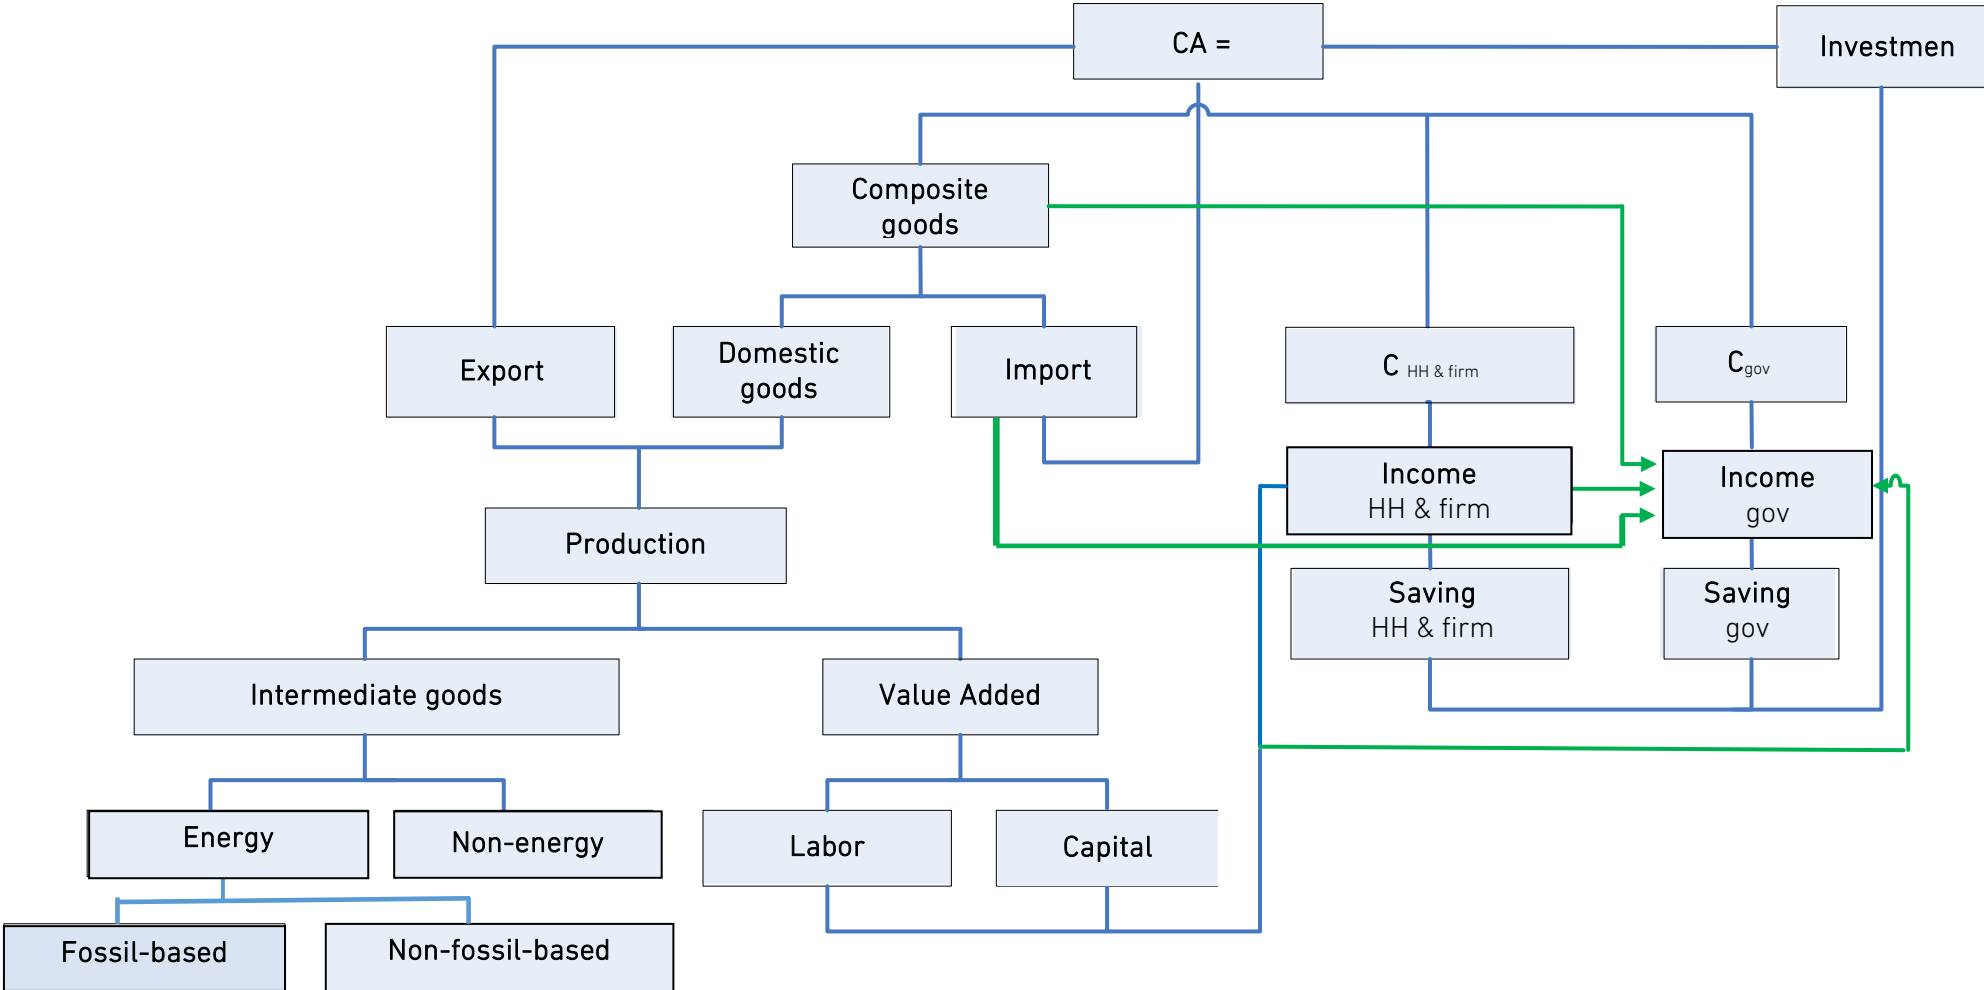 CA =
Investmen
Composite
goods
Export
Domestic
goods
Import
C HH & firm
Cgov
Income
HH & firm
Income
gov
Production
Saving
HH & firm
Saving
gov
Intermediate goods
Value Added
Energy
Non-energy
Labor
Capital
Fossil-based
Non-fossil-based